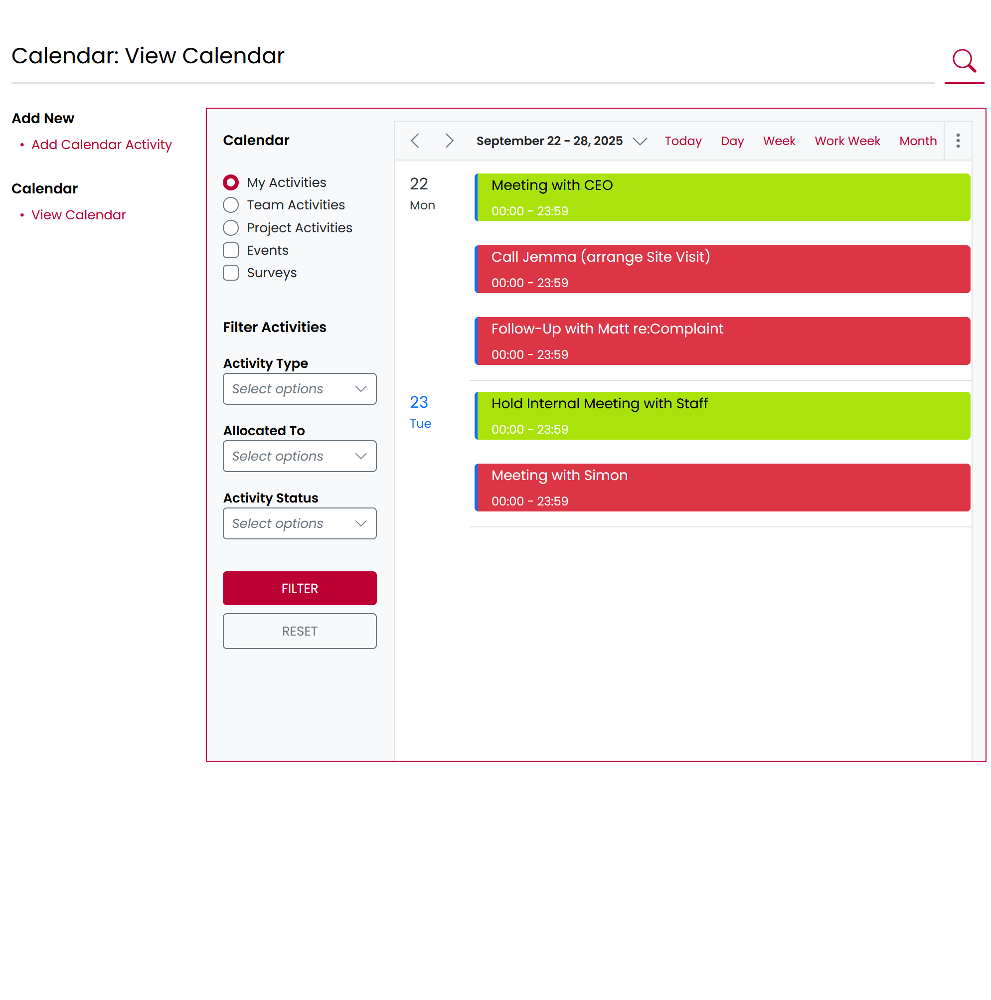 Calendar: View Calendar
Add New
• Add Calendar Activity
Calendar
• View Calendar
Calendar
My Activities
Team Activities
Project Activities
Events
Surveys
Filter Activities
Activity Type
Select options
Allocated To
Select options
Activity Status
Select options
FILTER
RESET
September 22 - 28, 2025 Today Day Week Work Week Month
22
Mon
Meeting with CEO
00:00 - 23:59
Call Jemma (arrange Site Visit)
00:00 - 23:59
Follow-Up with Matt re:Complaint
00:00 - 23:59
23
Tue
Hold Internal Meeting with Staff
00:00 - 23:59
Meeting with Simon
00:00 - 23:59